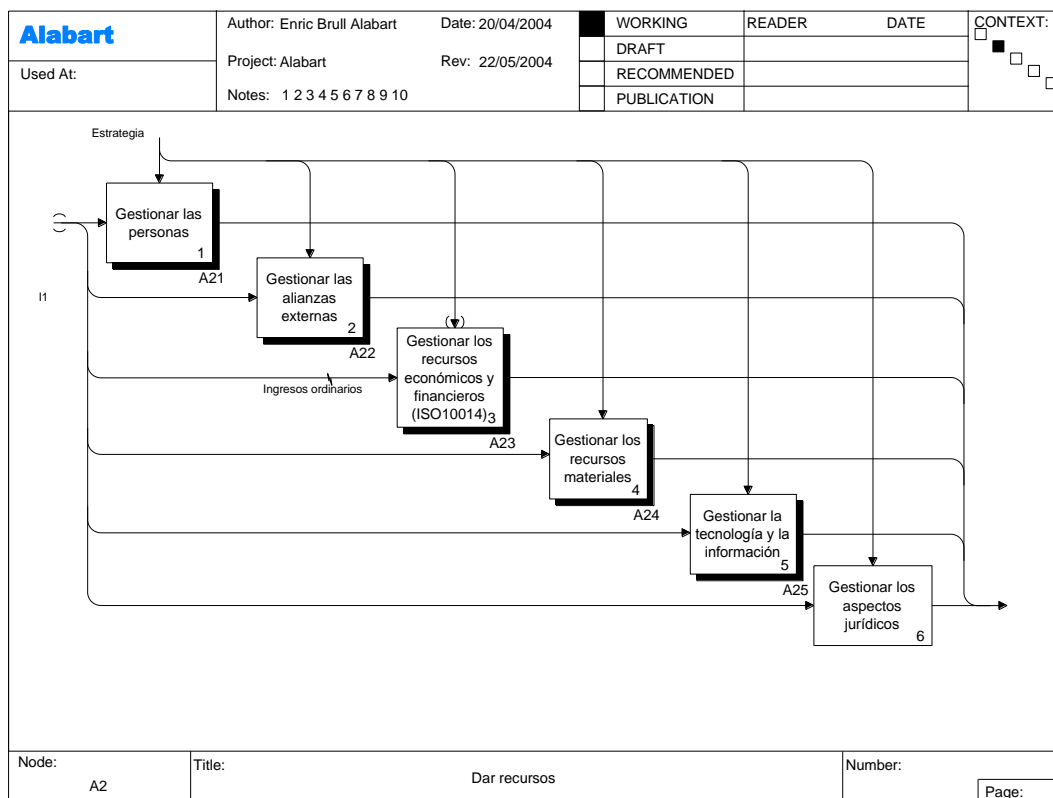 Alabart
Used At:
Author: Enric Brull Alabart
Date: 20/04/2004
Project: Alabart
Rev: 22/05/2004
Notes: 1 2 3 4 5 6 7 8 9 10
WORKING
DRAFT
RECOMMENDED
PUBLICATION
READER DATE
CONTEXT:
Estrategia
Gestionar las
personas
1
A21
I1
Gestionar las
alianzas
externas
2
A22
Ingresos ordinarios
Gestionar los
recursos
económicos y
financieros
(ISO10014)
3
A23
Gestionar los
recursos
materiales
4
A24
Gestionar la
tecnología y la
información
5
A25
Gestionar los
aspectos
jurídicos
6
Node:
A2
Title:
Dar recursos
Number:
Page: